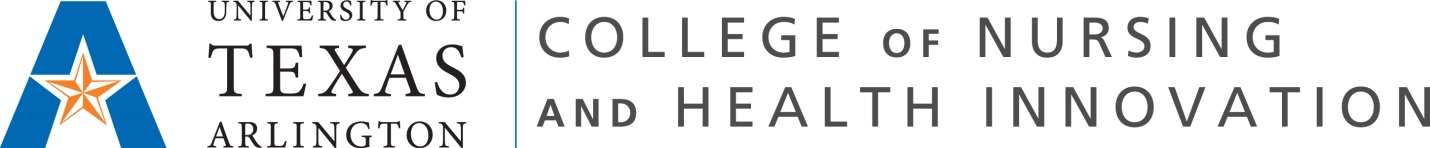 UNIVERSITY OF
TEXAS
ARLINGTON
COLLEGE OF NURSING
AND HEALTH INNOVATION